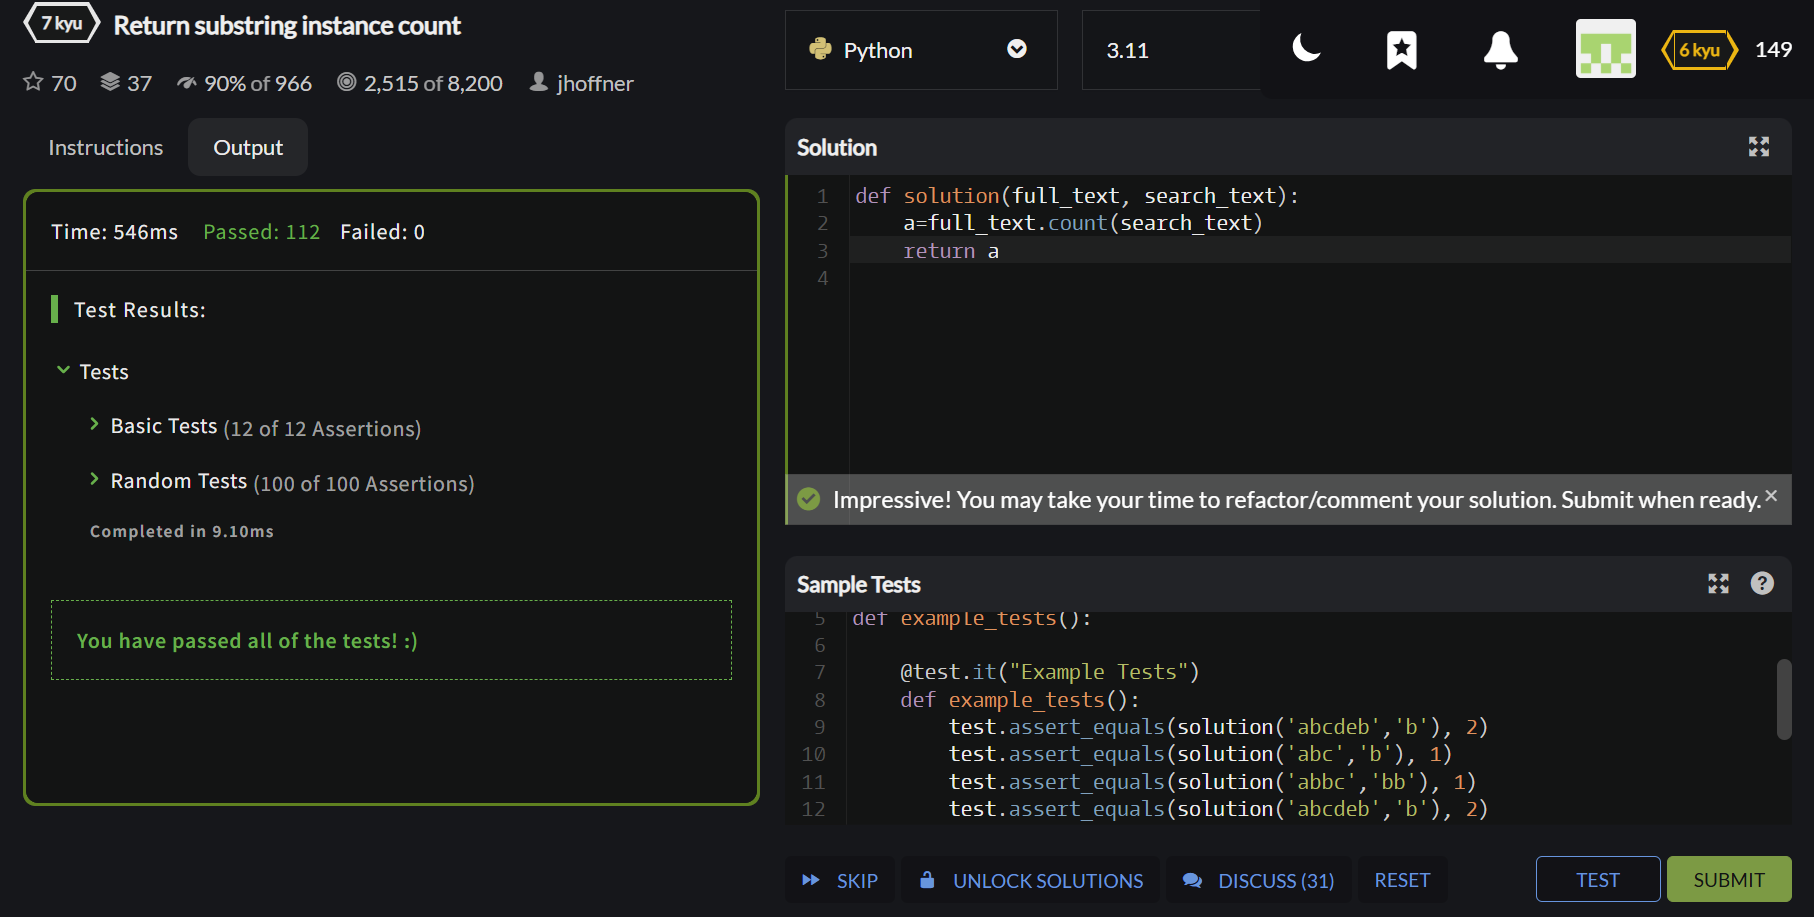 7 kyu Return substring instance count
70 37 90% of 966 2,515 of 8,200 jhoffner
Python
3.11
6 kyu 149
Instructions Output
Time: 546ms Passed: 112 Failed: 0
Test Results:
Tests
Basic Tests (12 of 12 Assertions)
Random Tests (100 of 100 Assertions)
Completed in 9.10ms
You have passed all of the tests! :)
Solution
1 def solution(full_text, search_text):
2     a=full_text.count(search_text)
3     return a
4
Impressive! You may take your time to refactor/comment your solution. Submit when ready. ×
Sample Tests ?
5 def example_tests():
6
7     @test.it("Example Tests")
8     def example_tests():
9         test.assert_equals(solution('abcdeb','b'), 2)
10         test.assert_equals(solution('abc','b'), 1)
11         test.assert_equals(solution('abbc','bb'), 1)
12         test.assert_equals(solution('abcdeb','b'), 2)
SKIP UNLOCK SOLUTIONS DISCUSS (31) RESET TEST SUBMIT